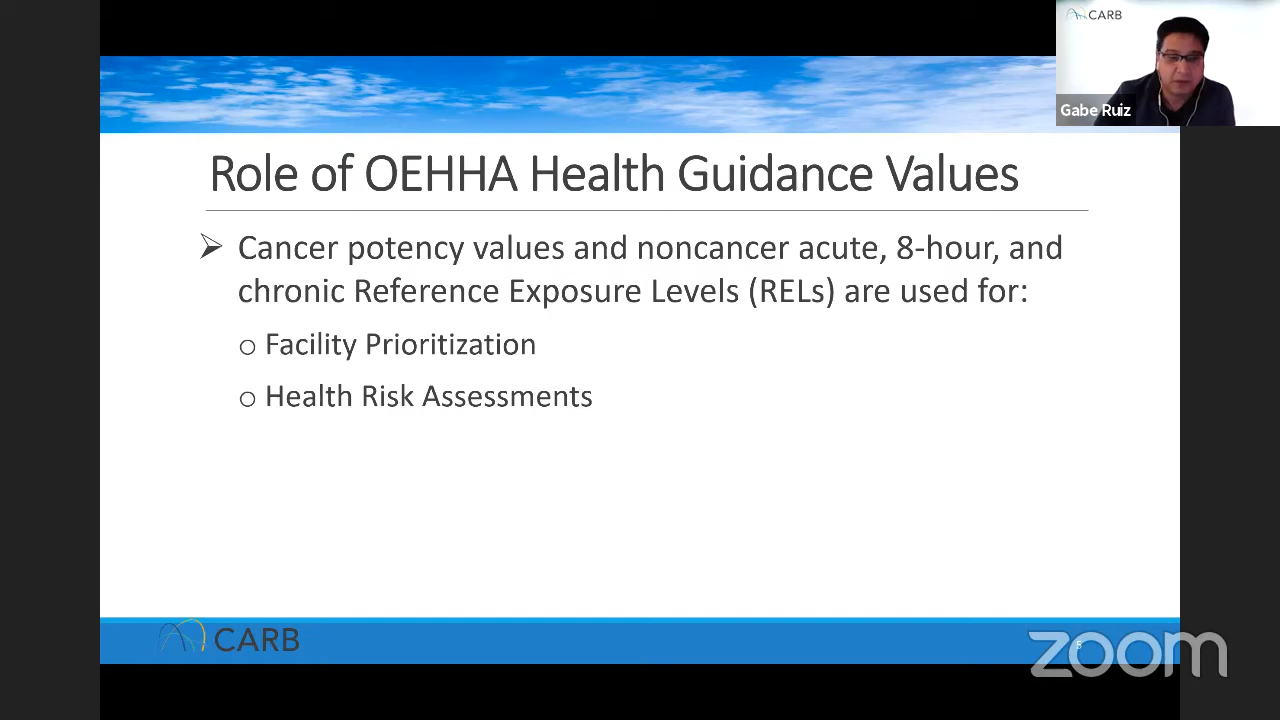 CARB
Gabe Ruiz
Role of OEHHA Health Guidance Values
Cancer potency values and noncancer acute, 8-hour, and
chronic Reference Exposure Levels (RELs) are used for:
Facility Prioritization
Health Risk Assessments
CARB
zoom